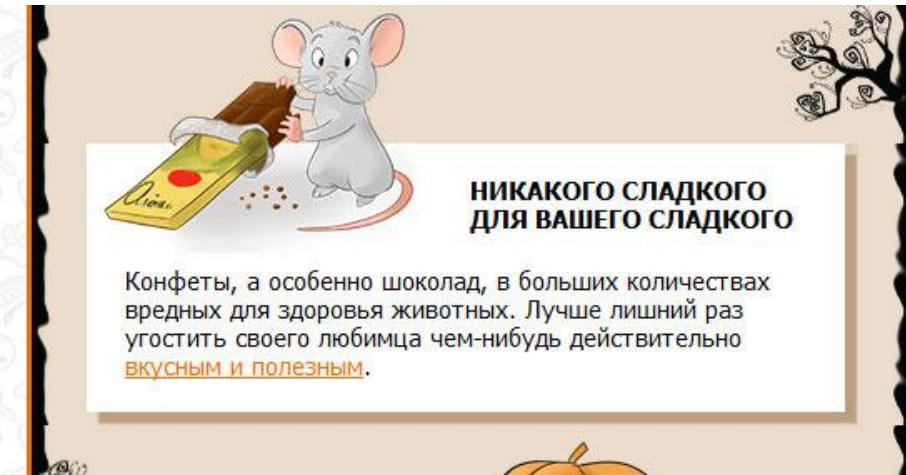 НИКАКОГО СЛАДКОГО
ДЛЯ ВАШЕГО СЛАДКОГО
Конфеты, а особенно шоколад, в больших количествах
вредных для здоровья животных. Лучше лишний раз
угостить своего любимца чем-нибудь действительно
вкусным и полезным.